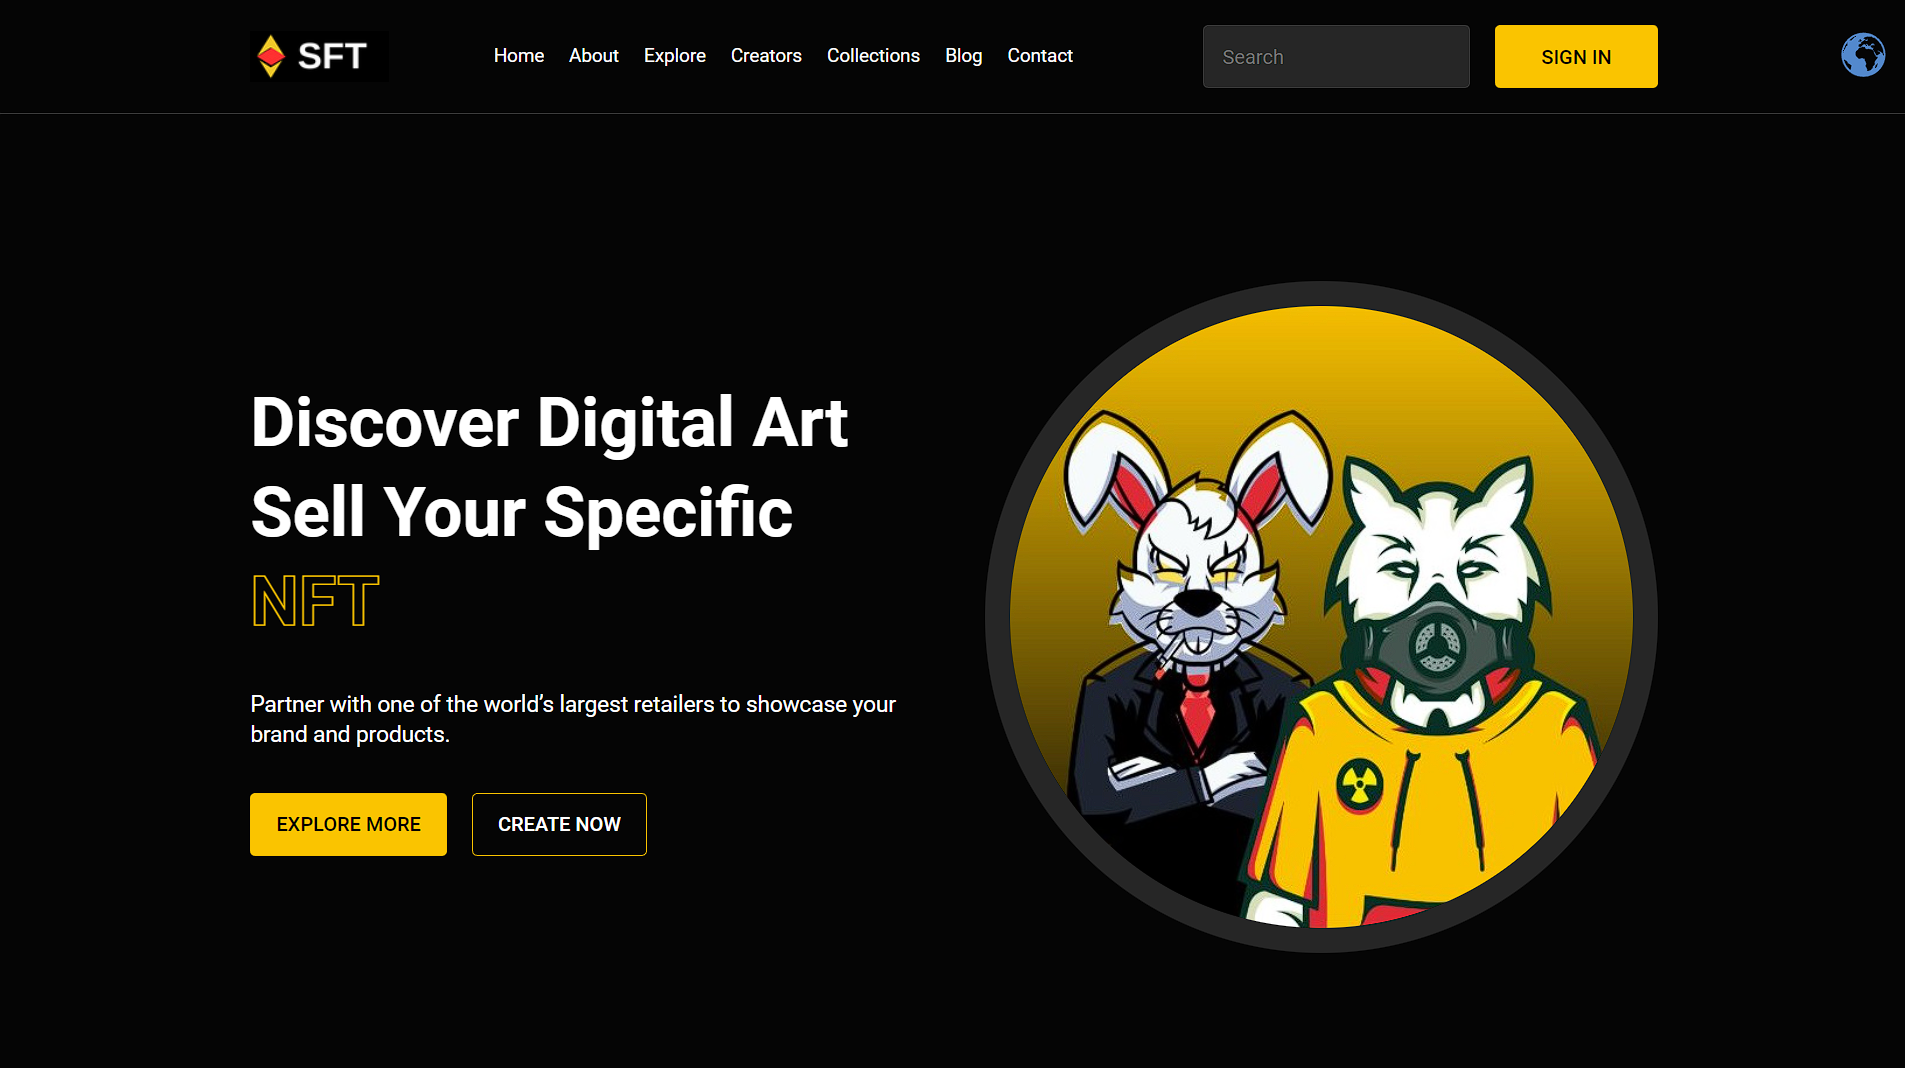 SFT
Home About Explore Creators Collections Blog Contact
Search
SIGN IN
Discover Digital Art
Sell Your Specific
NFT
Partner with one of the world’s largest retailers to showcase your
brand and products.
EXPLORE MORE
CREATE NOW